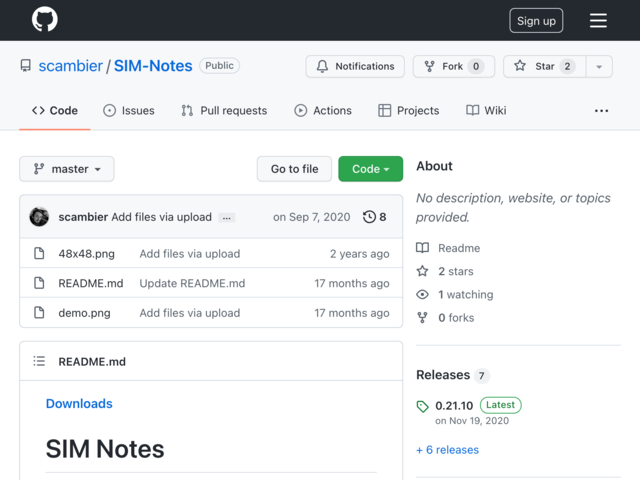 Sign up
scambier / SIM-Notes Public
Notifications Fork 0 Star 2
Code Issues Pull requests Actions Projects Wiki ...
master Go to file Code
scambier Add files via upload ... on Sep 7, 2020 8
48x48.png Add files via upload 2 years ago
README.md Update README.md 17 months ago
demo.png Add files via upload 17 months ago
README.md
Downloads
SIM Notes
About
No description, website, or topics
provided.
Readme
2 stars
1 watching
0 forks
Releases 7
0.21.10 Latest
on Nov 19, 2020
+ 6 releases